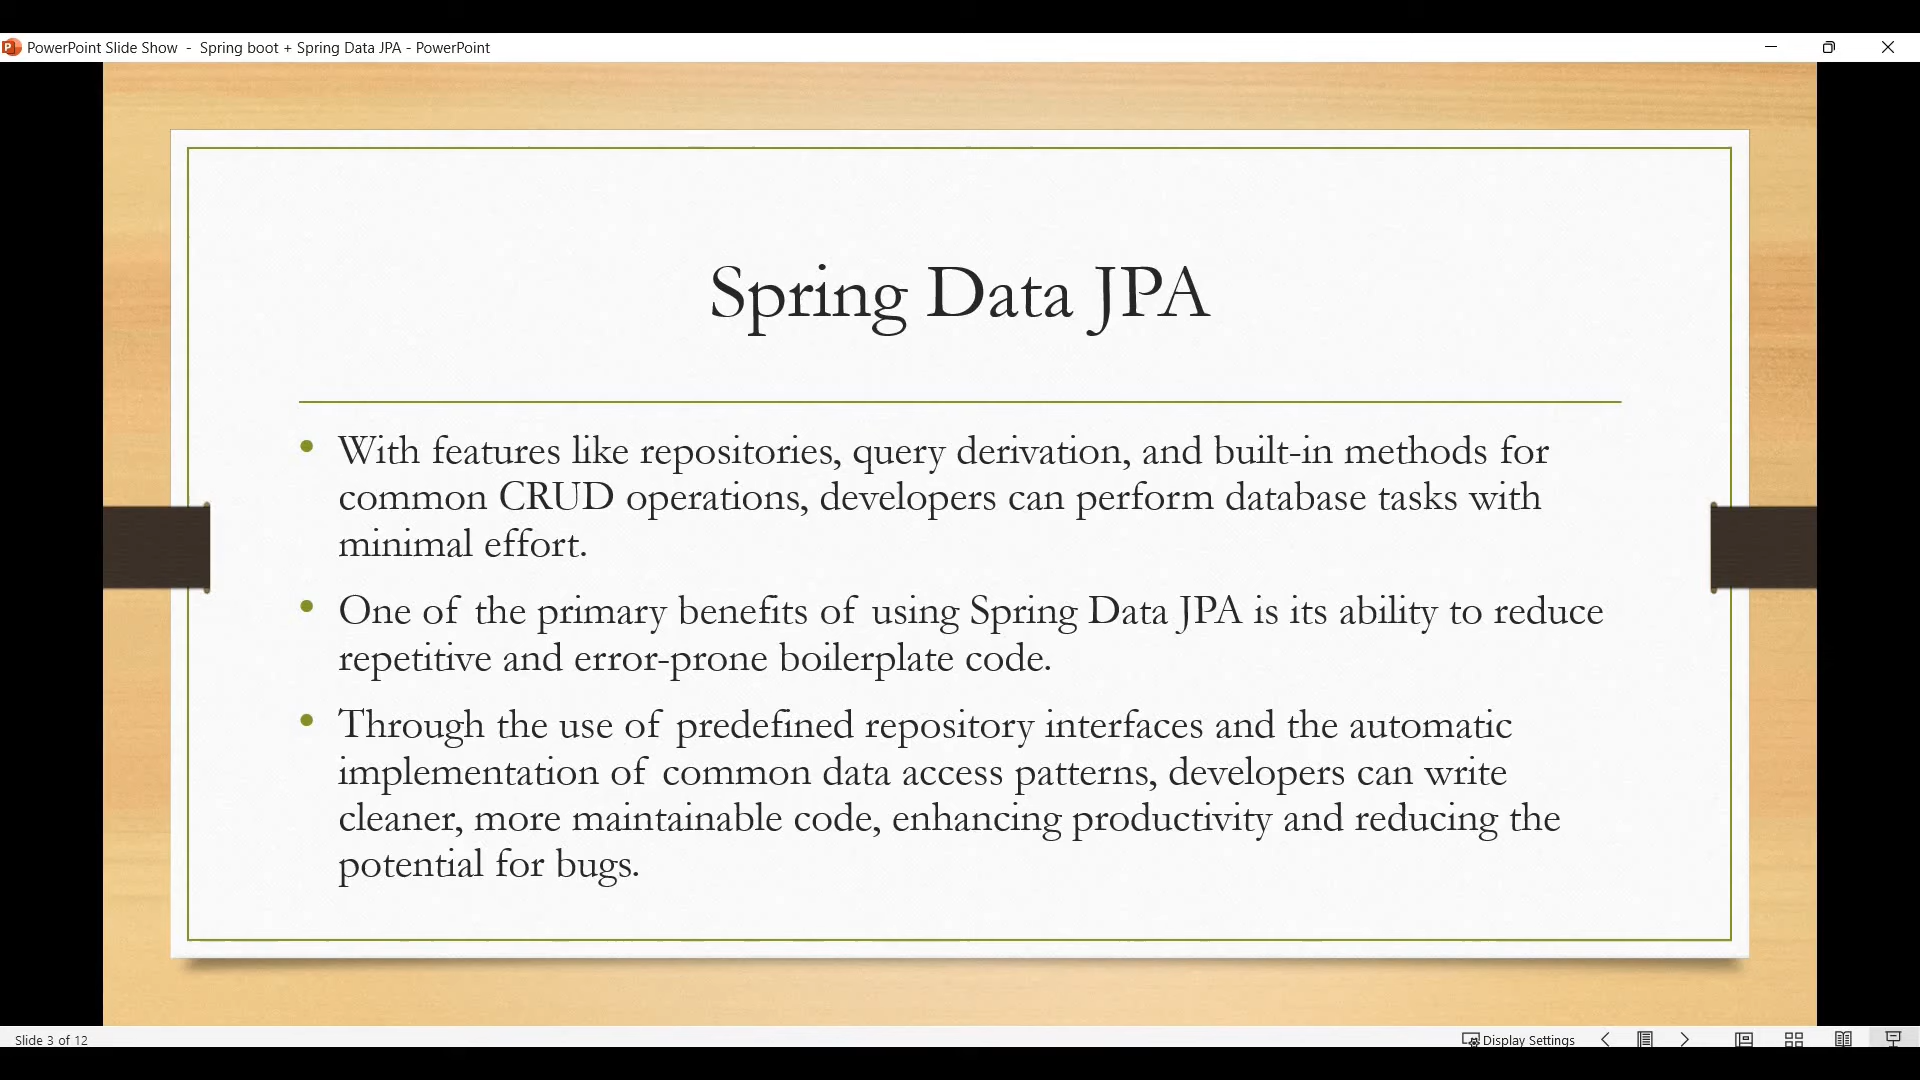 PowerPoint Slide Show - Spring boot + Spring Data JPA - PowerPoint
Spring Data JPA
• With features like repositories, query derivation, and built-in methods for
common CRUD operations, developers can perform database tasks with
minimal effort.
• One of the primary benefits of using Spring Data JPA is its ability to reduce
repetitive and error-prone boilerplate code.
• Through the use of predefined repository interfaces and the automatic
implementation of common data access patterns, developers can write
cleaner, more maintainable code, enhancing productivity and reducing the
potential for bugs.
Slide 3 of 12
Display Settings